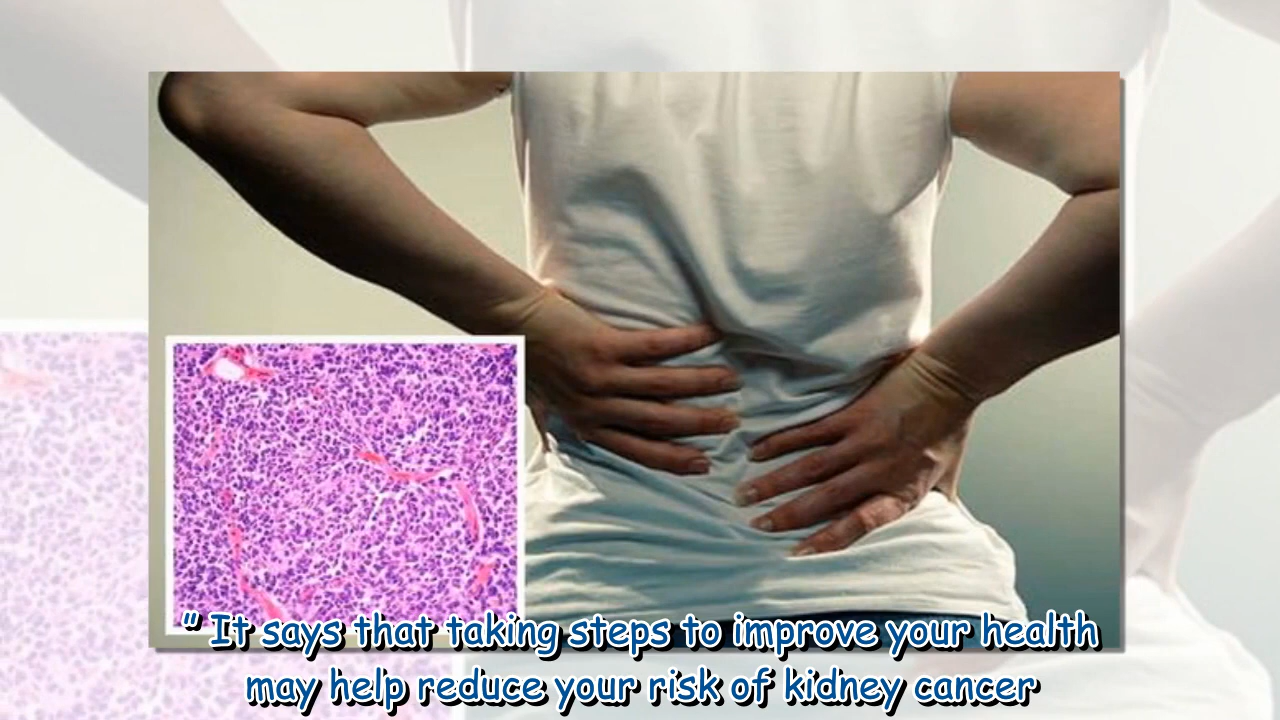 ” It says that taking steps to improve your health
may help reduce your risk of kidney cancer